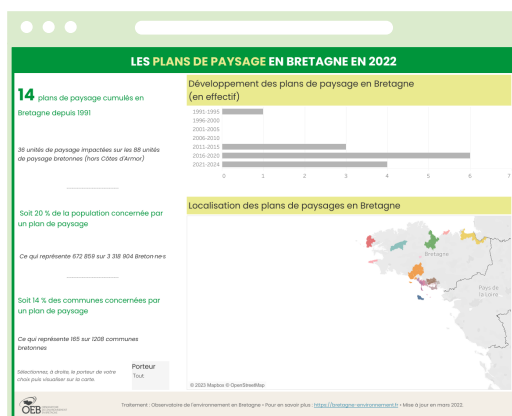 LES PLANS DE PAYSAGE EN BRETAGNE EN 2022
14 plans de paysage cumulés en
Bretagne depuis 1991
36 unités de paysage impactées sur les 88 unités
de paysage bretonnes (hors Côtes d'Armor)
Soit 20 % de la population concernée par
un plan de paysage
Ce qui représente 672 859 sur 3 318 904 Breton·ne·s
Soit 14 % des communes concernées par
un plan de paysage
Ce qui représente 165 sur 1208 communes
bretonnes
Sélectionnez, à droite, le porteur de votre
choix puis visualiser sur la carte.
Porteur
Tout
Développement des plans de paysage en Bretagne
(en effectif)
1991-1995
1996-2000
2001-2005
2006-2010
2011-2015
2016-2020
2021-2024
0 1 2 3 4 5 6 7
Localisation des plans de paysages en Bretagne
Bretagne
Pays de
la Loire
© 2023 Mapbox © OpenStreetMap
OEB
Traitement : Observatoire de l'environnement en Bretagne • Pour en savoir plus : https://bretagne-environnement.fr • Mise à jour en mars 2022.